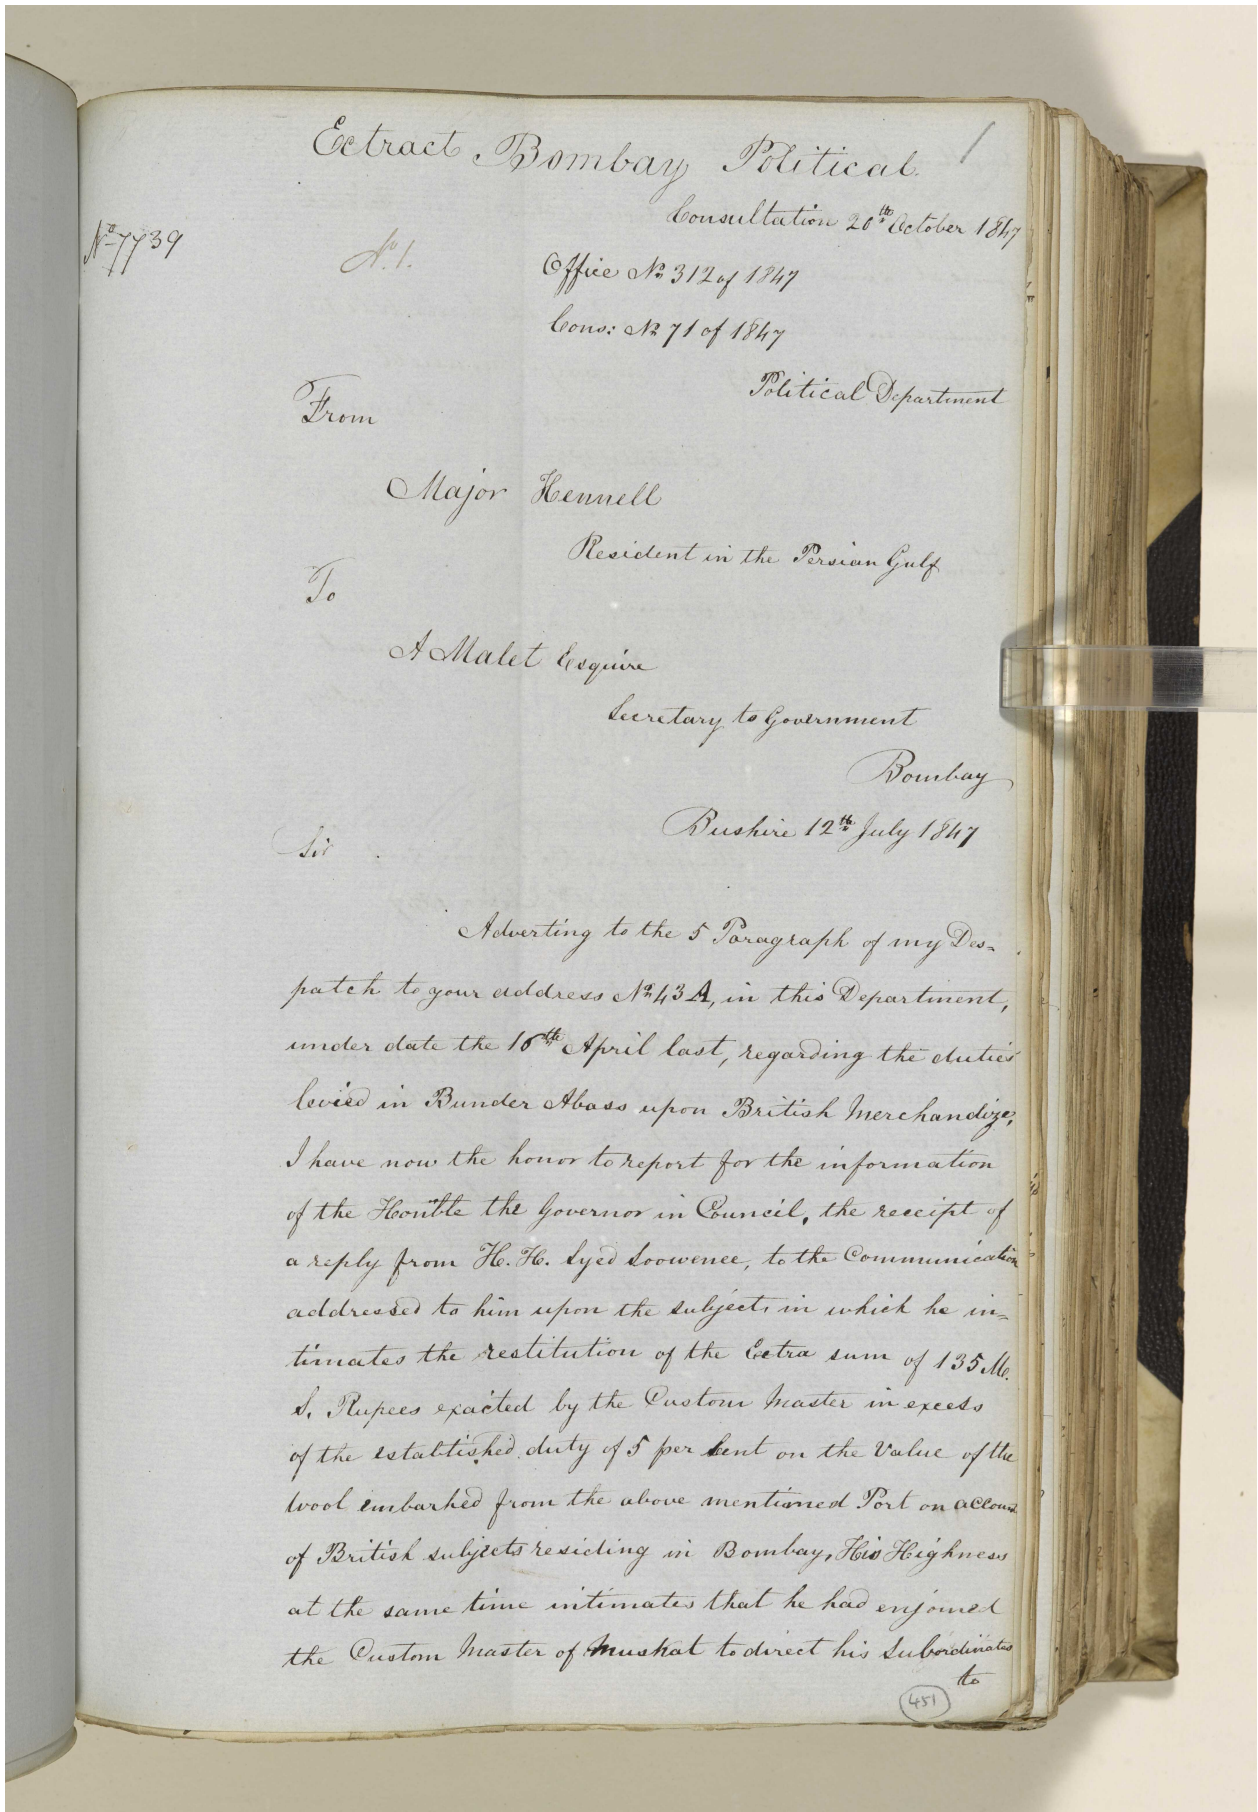 Extract Bombay Political
1
Consultation 20th October 1847
No 7739
No 1.
Office No 312 of 1847
Cons: No 71 of 1847
Political Department
From
Major Hennell
Resident in the Persian Gulf
To
A Malet Esquire
Secretary to Government
Bombay
Bushire 12th July 1847
Sir
Adverting to the 5 Paragraph of my Des=
patch to your address No 43 A, in this Department,
under date the 16th April last, regarding the duties
levied in Bunder Abass upon British Merchandize,
I have now the honor to report for the information
of the Honble the Governor in Council, the receipt of
a reply from H. H. Syed Soowenee, to the Communication
addressed to him upon the subject, in which he in=
timates the restitution of the Extra sum of 135 M.
S. Rupees exacted by the Custom Master in excess
of the established duty of 5 per Cent on the Value of the
wool embarked from the above mentioned Port on account
of British subjects residing in Bombay, His Highness
at the same time intimates that he had enjoined
the Custom Master of Muskat to direct his Subordinates
to
451